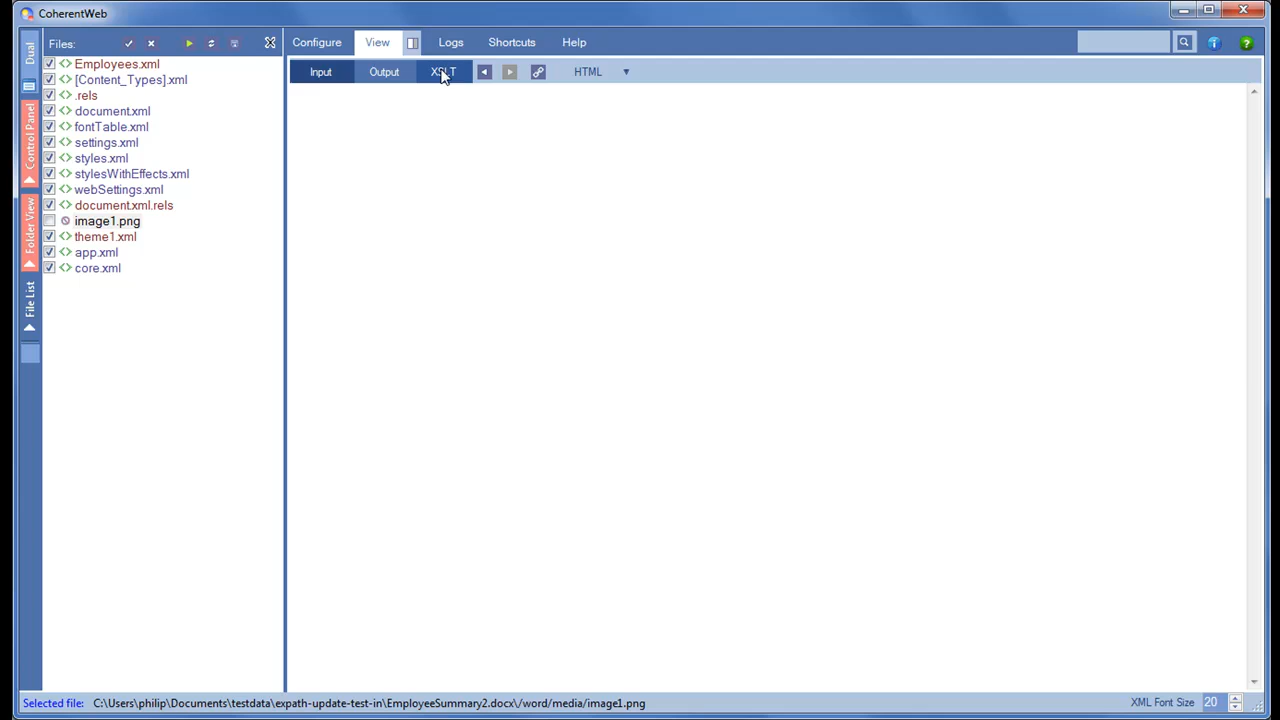 CoherentWeb
Dual
Control Panel
Folder View
File List
Files:
Configure View Logs Shortcuts Help
Input Output XSLT HTML
Employees.xml
[Content_Types].xml
.rels
document.xml
fontTable.xml
settings.xml
styles.xml
stylesWithEffects.xml
webSettings.xml
document.xml.rels
image1.png
theme1.xml
app.xml
core.xml
Selected file: C:\Users\philip\Documents\testdata\expath-update-test-in\EmployeeSummary2.docx\/word/media/image1.png XML Font Size 20